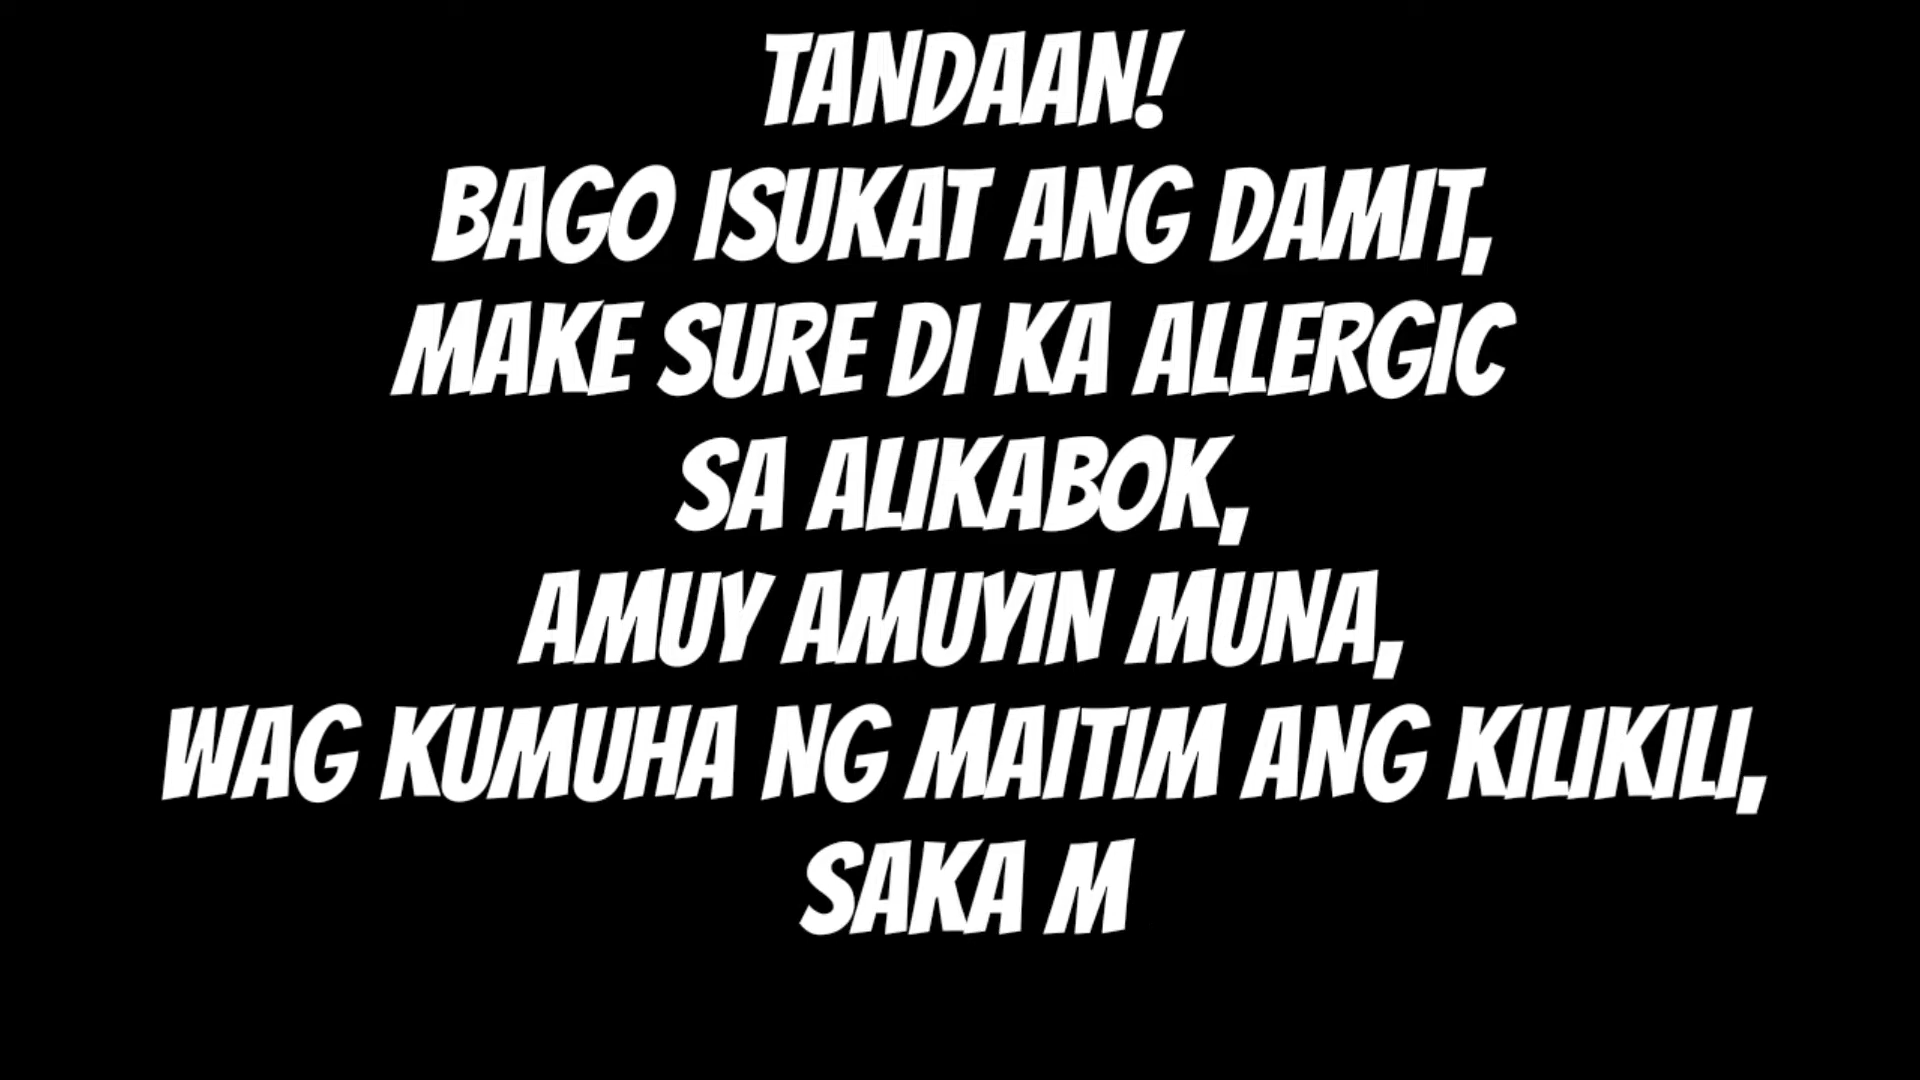 TANDAAN!
BAGO ISUKAT ANG DAMIT,
MAKE SURE DI KA ALLERGIC
SA ALIKABOK,
AMUY AMUYIN MUNA,
WAG KUMUHA NG MAITIM ANG KILIKILI,
SAKA M